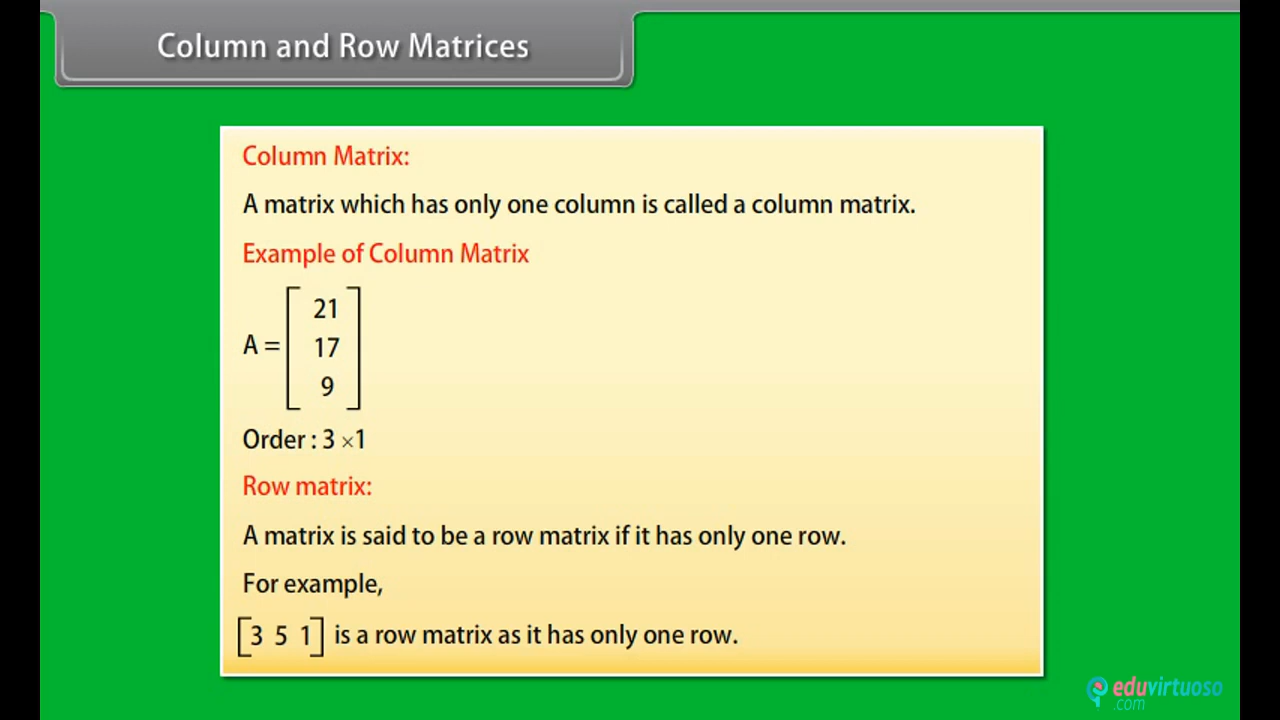 Column and Row Matrices
Column Matrix:
A matrix which has only one column is called a column matrix.
Example of Column Matrix
A = [ 21
17
9 ]
Order : 3 ×1
Row matrix:
A matrix is said to be a row matrix if it has only one row.
For example,
[3 5 1] is a row matrix as it has only one row.
eduvirtuoso
.com